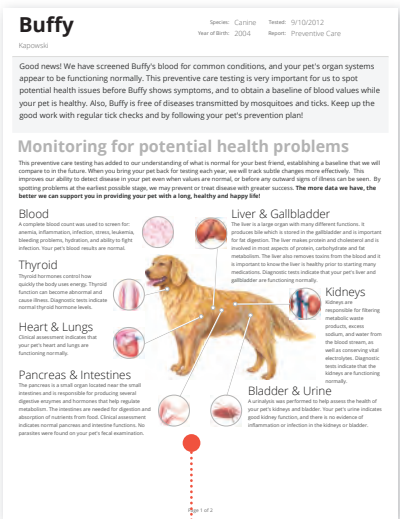 Buffy
Kapowski
Species: Canine Tested: 9/10/2012
Year of Birth: 2004 Report: Preventive Care
Good news! We have screened Buffy's blood for common conditions, and your pet's organ systems
appear to be functioning normally. This preventive care testing is very important for us to spot
potential health issues before Buffy shows symptoms, and to obtain a baseline of blood values while
your pet is healthy. Also, Buffy is free of diseases transmitted by mosquitoes and ticks. Keep up the
good work with regular tick checks and by following your pet's prevention plan!
Monitoring for potential health problems
This preventive care testing has added to our understanding of what is normal for your best friend, establishing a baseline that we will
compare to in the future. When you bring your pet back for testing each year, we will track subtle changes more effectively. This
improves our ability to detect disease in your pet even when values are normal, or before any outward signs of illness can be seen. By
spotting problems at the earliest possible stage, we may prevent or treat disease with greater success. The more data we have, the
better we can support you in providing your pet with a long, healthy and happy life!
Blood
A complete blood count was used to screen for:
anemia, inflammation, infection, stress, leukemia,
bleeding problems, hydration, and ability to fight
infection. Your pet's blood results are normal.
Thyroid
Thyroid hormones control how
quickly the body uses energy. Thyroid
function can become abnormal and
cause illness. Diagnostic tests indicate
normal thyroid hormone levels.
Heart & Lungs
Clinical assessment indicates that
your pet's heart and lungs are
functioning normally.
Pancreas & Intestines
The pancreas is a small organ located near the small
intestines and is responsible for producing several
digestive enzymes and hormones that help regulate
metabolism. The intestines are needed for digestion and
absorption of nutrients from food. Clinical assessment
indicates normal pancreas and intestine functions. No
parasites were found on your pet's fecal examination.
Liver & Gallbladder
The liver is a large organ with many different functions. It
produces bile which is stored in the gallbladder and is important
for fat digestion. The liver makes protein and cholesterol and is
involved in most aspects of protein, carbohydrate and fat
metabolism. The liver also removes toxins from the blood and it
is important to know the liver is healthy prior to starting many
medications. Diagnostic tests indicate that your pet's liver and
gallbladder are functioning normally.
Kidneys
Kidneys are
responsible for filtering
metabolic waste
products, excess
sodium, and water from
the blood stream, as
well as conserving vital
electrolytes. Diagnostic
tests indicate that the
kidneys are functioning
normally.
Bladder & Urine
A urinalysis was performed to help assess the health of
your pet's kidneys and bladder. Your pet's urine indicates
good kidney function, and there is no evidence of
inflammation or infection in the kidneys or bladder.
Page 1 of 2